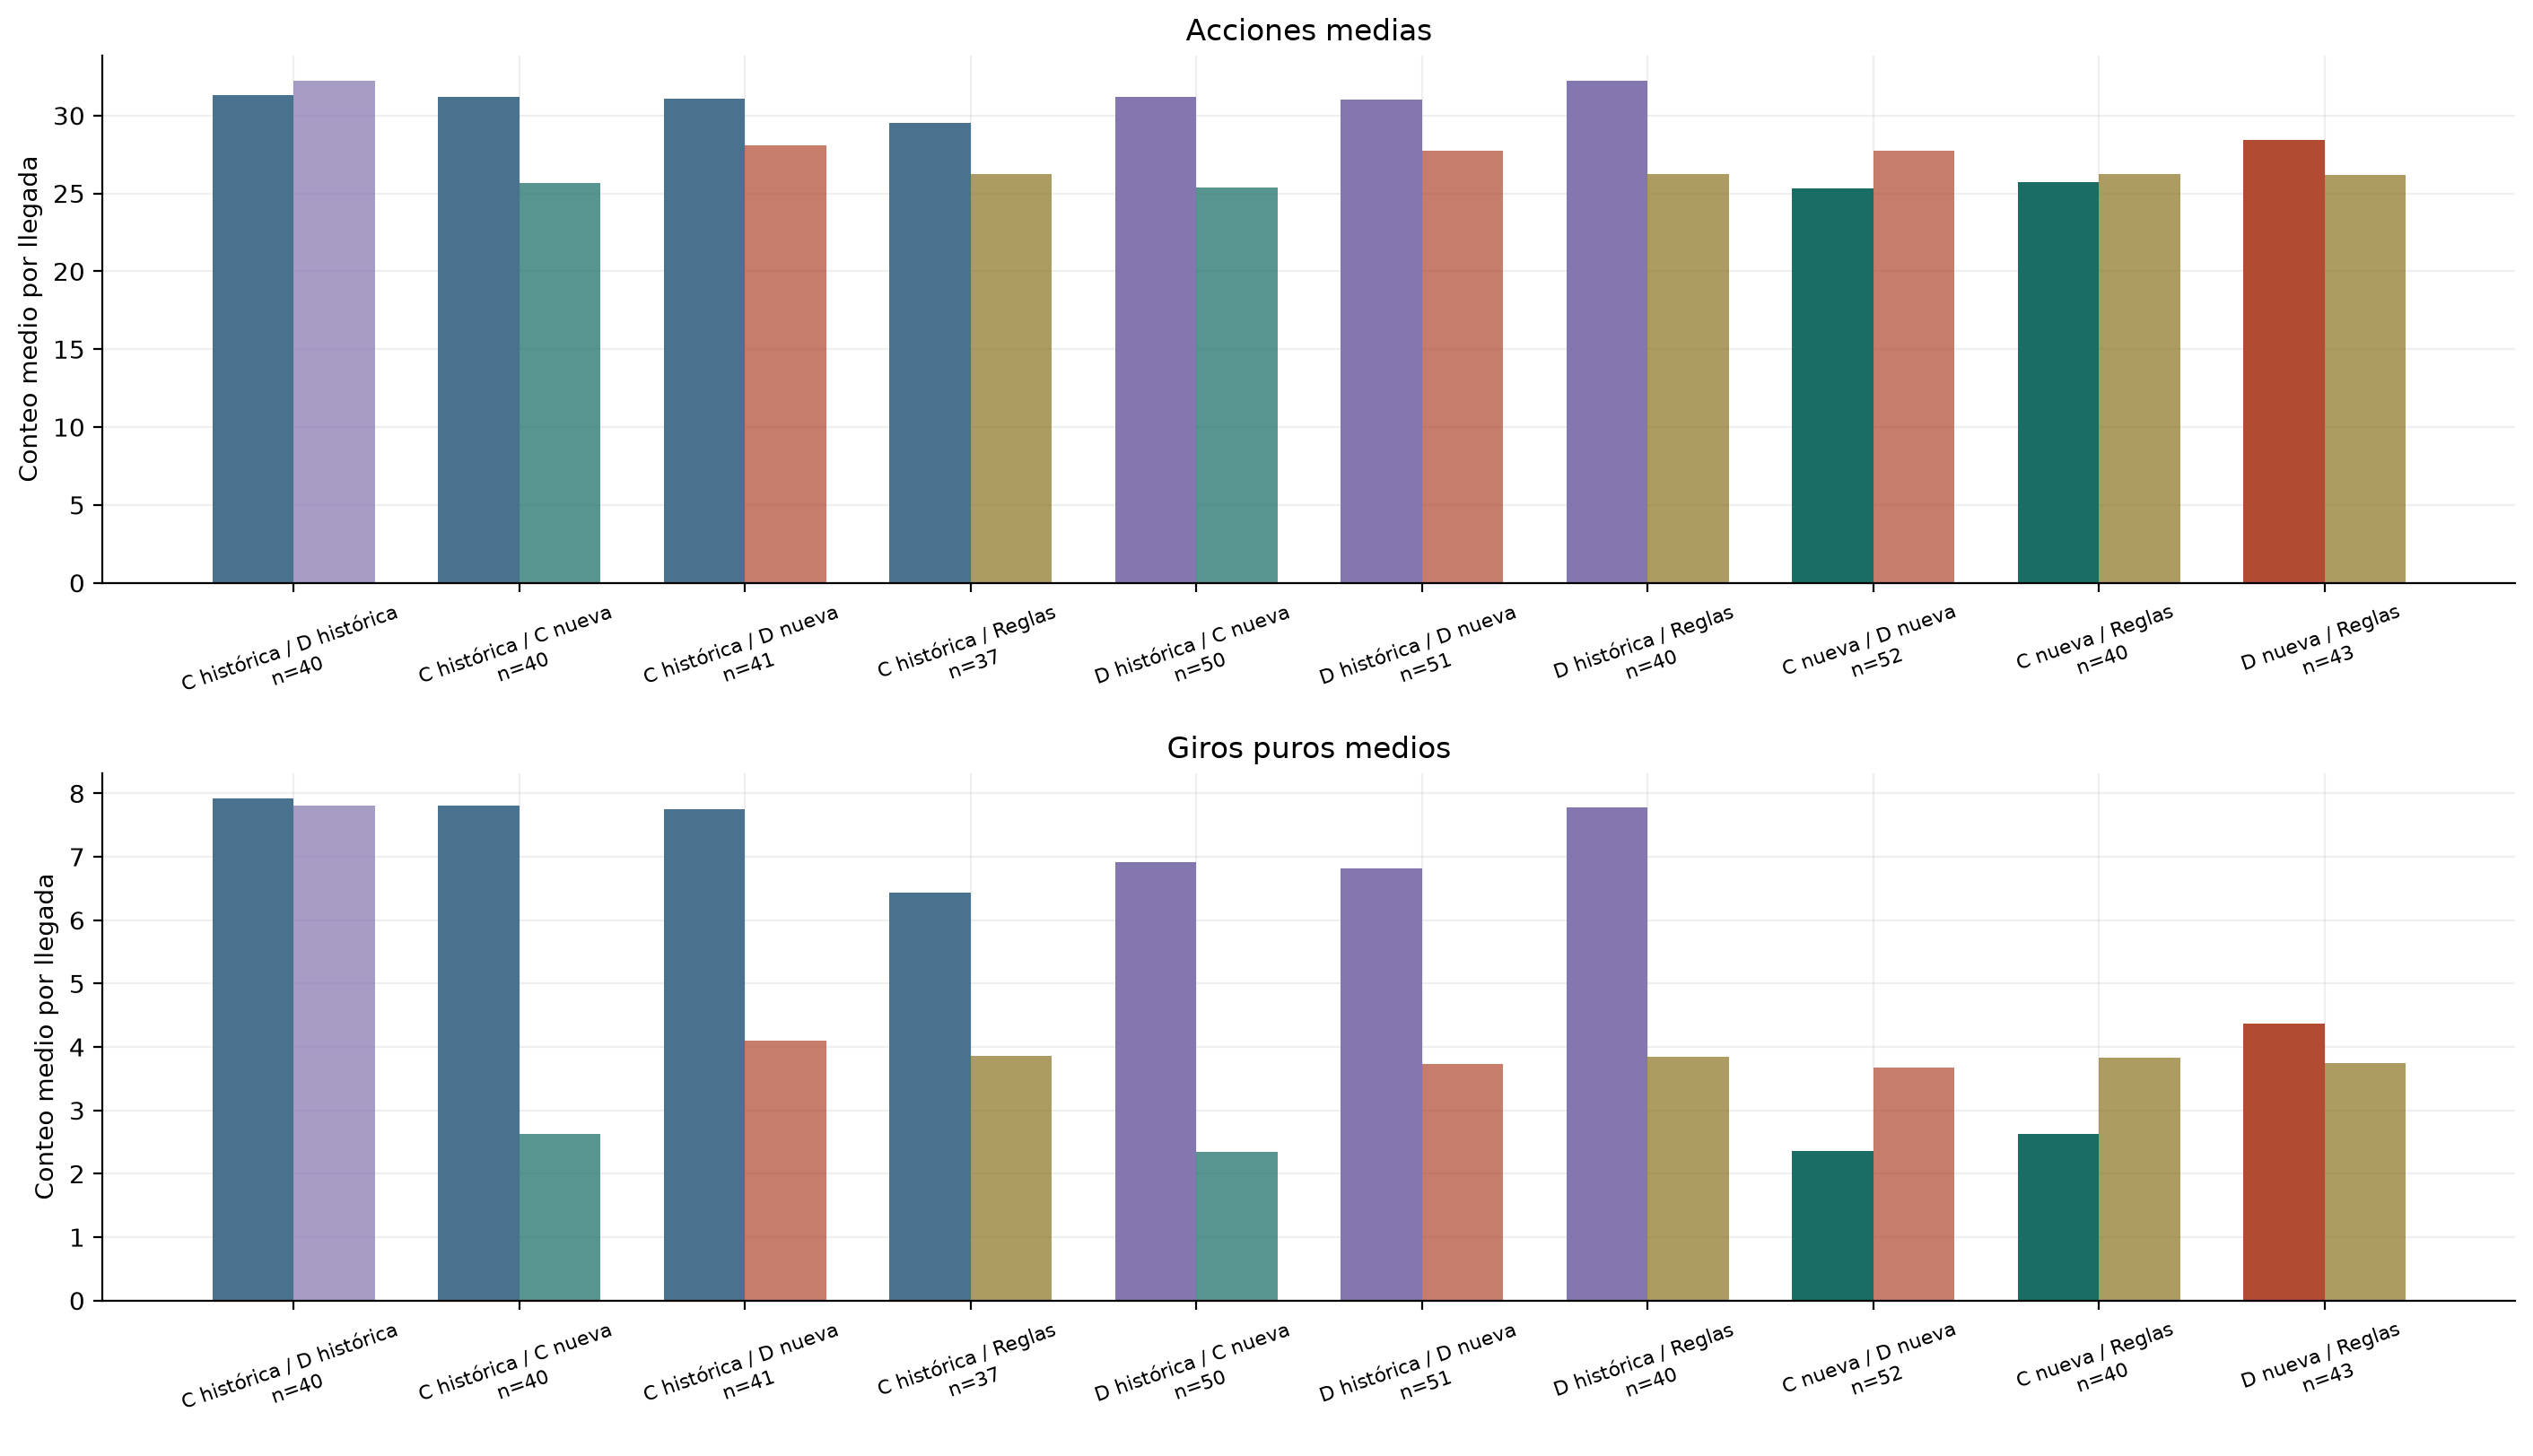 Acciones medias
Conteo medio por llegada
30
25
20
15
10
5
0
C histórica / D histórica
n=40
C histórica / C nueva
n=40
C histórica / D nueva
n=41
C histórica / Reglas
n=37
D histórica / C nueva
n=50
D histórica / D nueva
n=51
D histórica / Reglas
n=40
C nueva / D nueva
n=52
C nueva / Reglas
n=40
D nueva / Reglas
n=43
Giros puros medios
Conteo medio por llegada
8
7
6
5
4
3
2
1
0
C histórica / D histórica
n=40
C histórica / C nueva
n=40
C histórica / D nueva
n=41
C histórica / Reglas
n=37
D histórica / C nueva
n=50
D histórica / D nueva
n=51
D histórica / Reglas
n=40
C nueva / D nueva
n=52
C nueva / Reglas
n=40
D nueva / Reglas
n=43